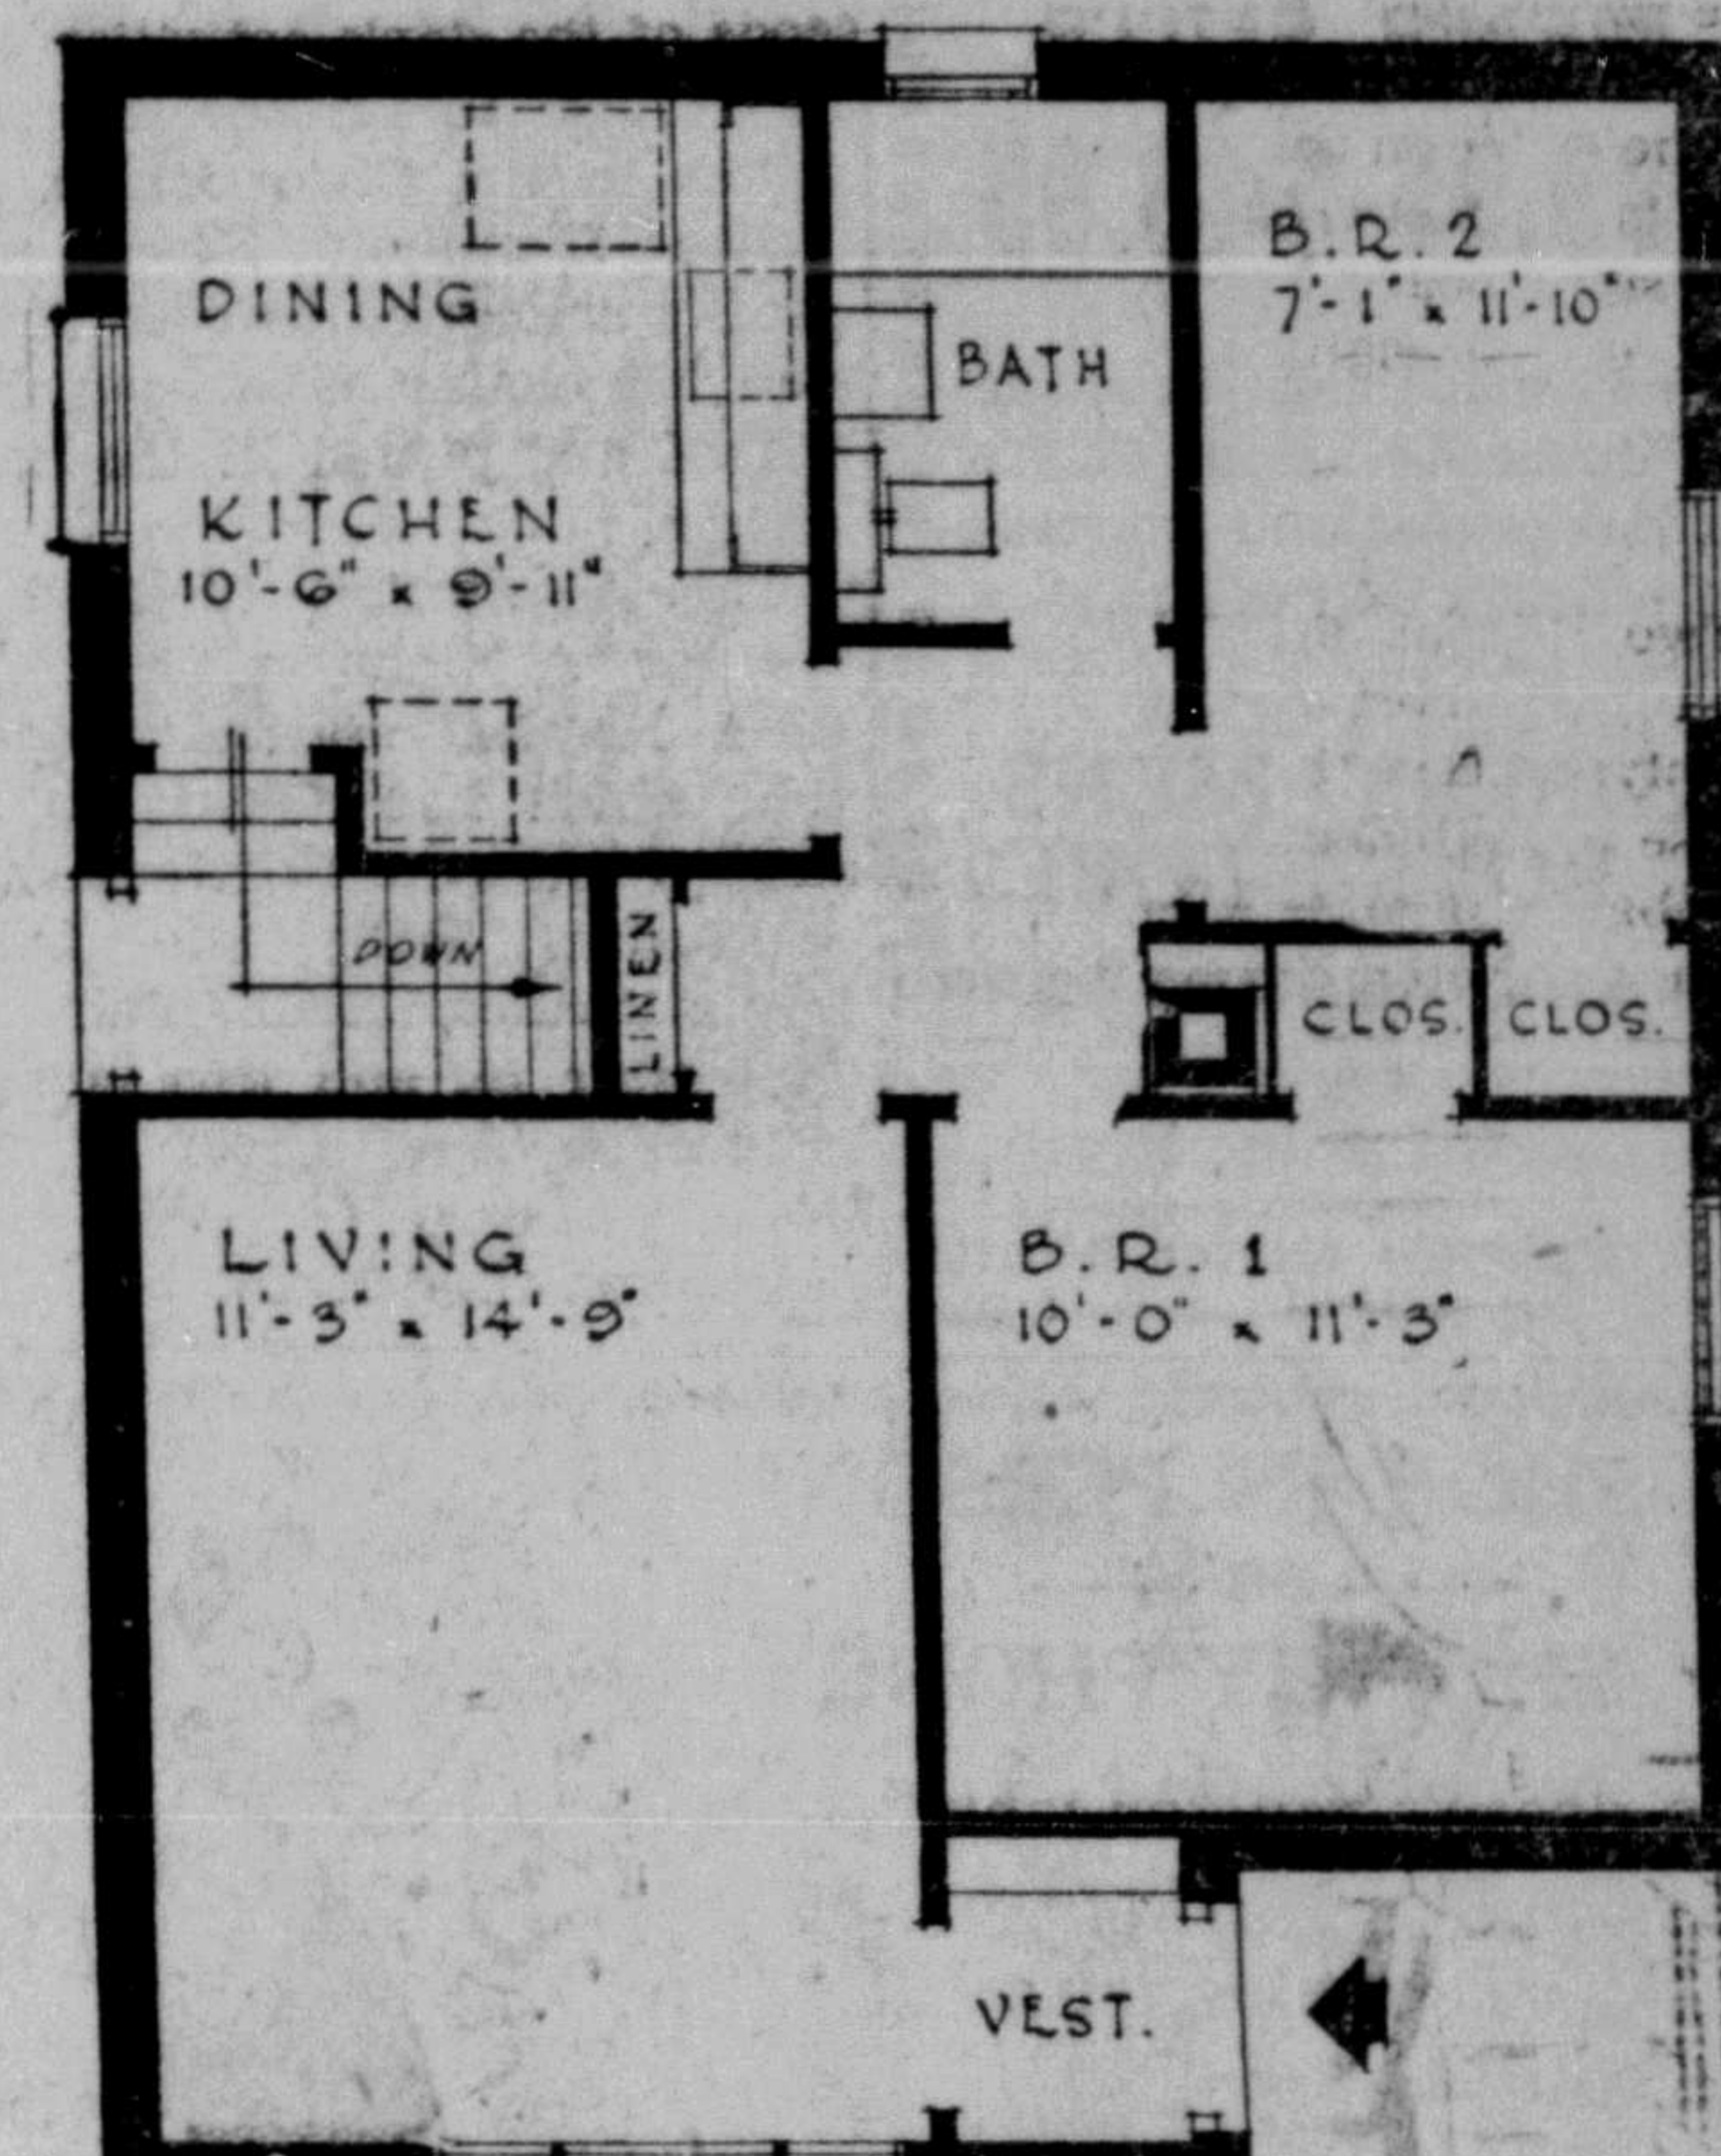 B.R. 2
7'-1" x 11'-10"
DINING
BATH
KITCHEN
10'-6" x 9'-11"
DOWN
LINEN
CLOS.
CLOS.
LIVING
11'-3" x 14'-9"
B.R. 1
10'-0" x 11'-3"
VEST.